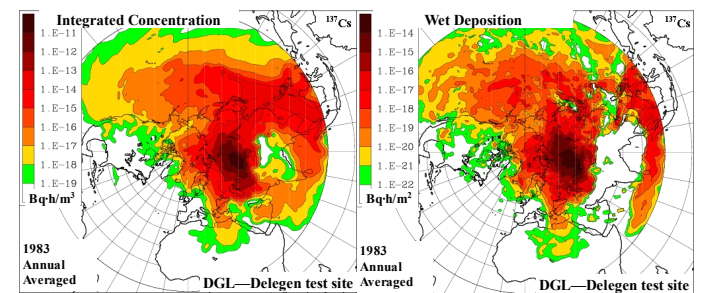 Integrated Concentration
137Cs
1.E-11
1.E-12
1.E-13
1.E-14
1.E-15
1.E-16
1.E-17
1.E-18
1.E-19
Bq·h/m3
1983
Annual
Averaged
DGL—Delegen test site
Wet Deposition
137Cs
1.E-14
1.E-15
1.E-16
1.E-17
1.E-18
1.E-19
1.E-20
1.E-21
1.E-22
Bq·h/m2
1983
Annual
Averaged
DGL—Delegen test site